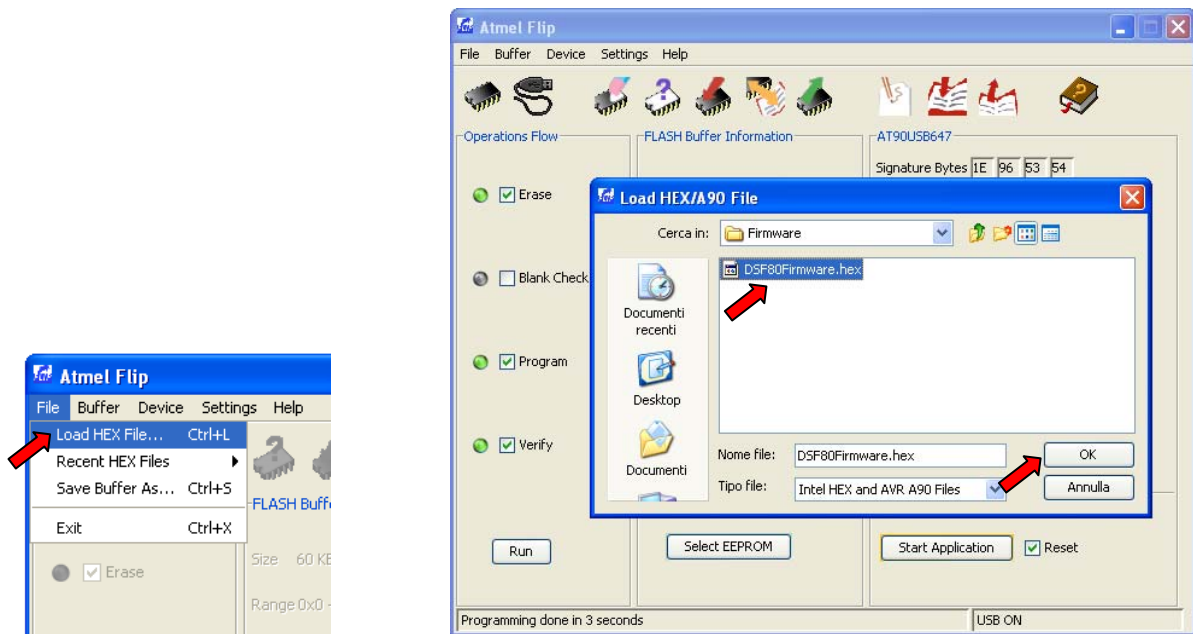 Atmel Flip
File Buffer Device Settings Help
Load HEX File... Ctrl+L
Recent HEX Files
Save Buffer As... Ctrl+S
Exit Ctrl+X
FLASH Buff
Size 60 KB
Range 0x0 -
Erase
Atmel Flip
File Buffer Device Settings Help
Operations Flow
FLASH Buffer Information
AT90USB647
Signature Bytes 1E 96 53 54
Erase
Blank Check
Program
Verify
Run
Load HEX/A90 File
Cerca in: Firmware
DSF80Firmware.hex
Documenti
recenti
Desktop
Documenti
Nome file: DSF80Firmware.hex
OK
Tipo file: Intel HEX and AVR A90 Files
Annulla
Select EEPROM
Start Application
Reset
Programming done in 3 seconds
USB ON